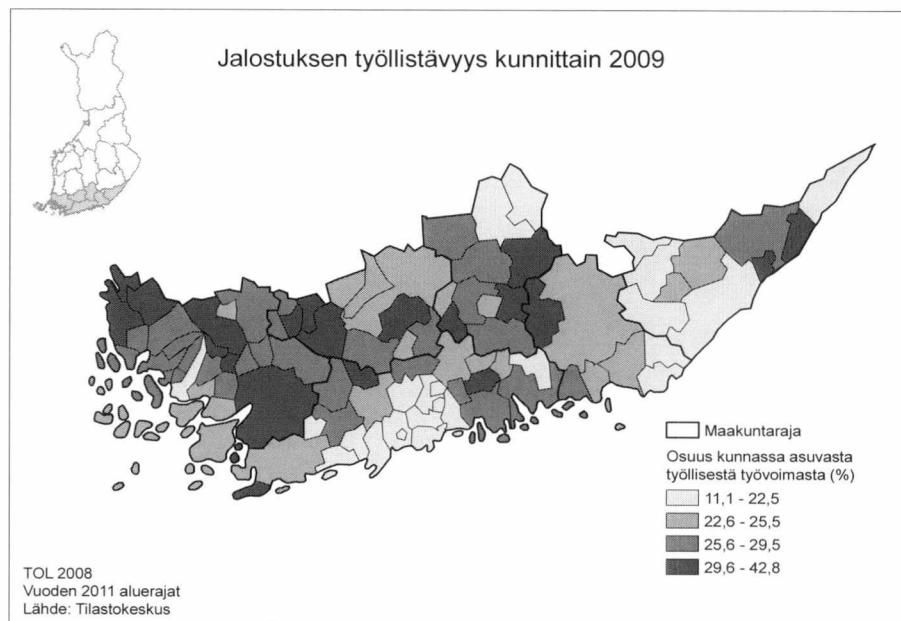 Jalostuksen työllistävyys kunnittain 2009
Maakuntaraja
Osuus kunnassa asuvasta
työllisestä työvoimasta (%)
11,1 - 22,5
22,6 - 25,5
25,6 - 29,5
29,6 - 42,8
TOL 2008
Vuoden 2011 aluerajat
Lähde: Tilastokeskus